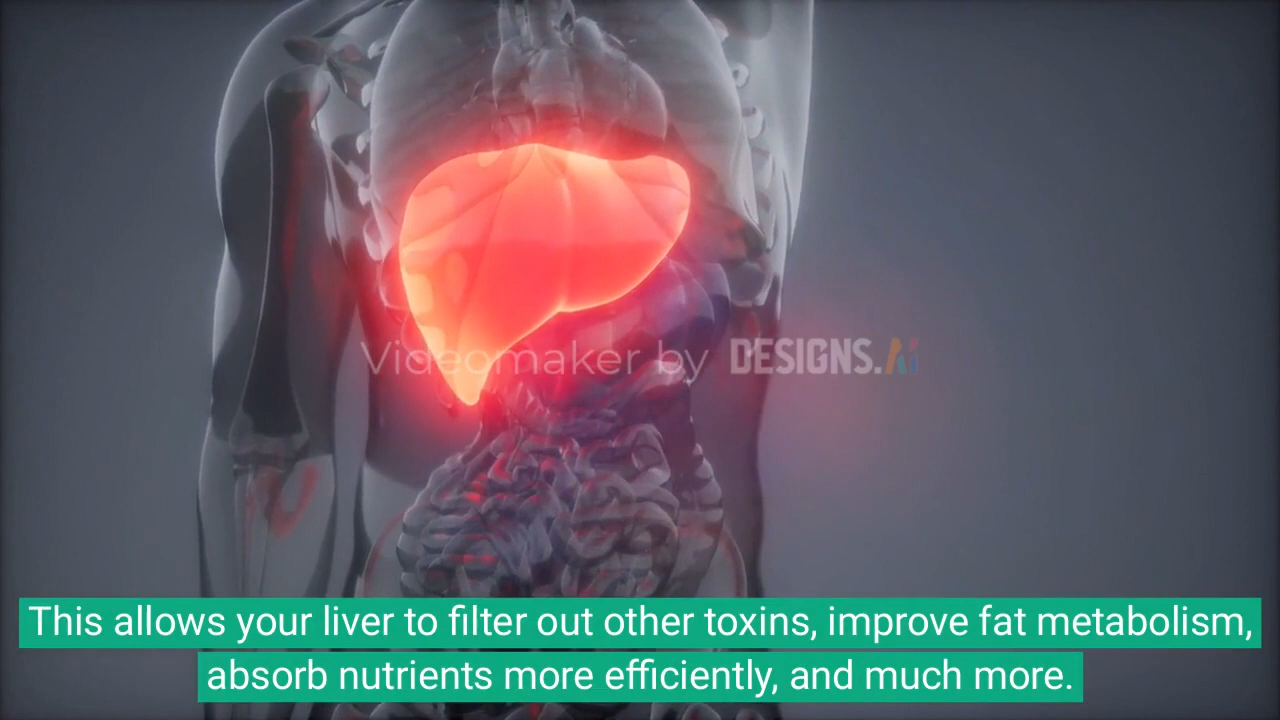 Videomaker by DESIGNS.Ai
This allows your liver to filter out other toxins, improve fat metabolism,
absorb nutrients more efficiently, and much more.